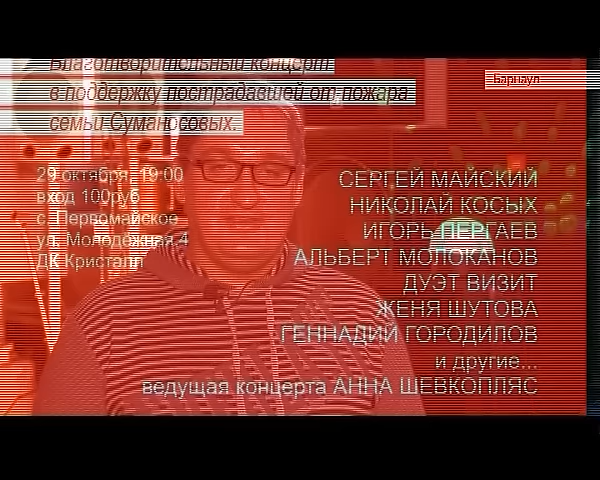 Благотворительный концерт
в поддержку пострадавшей от пожара
семьи Сумароковых.
Барнаул
29 октября, 19:00
вход 100руб
с. Первомайское
ул. Молодёжная,4
ДК Кристалл
СЕРГЕЙ МАЙСКИЙ
НИКОЛАЙ КОСЫХ
ИГОРЬ ПЕРГАЕВ
АЛЬБЕРТ МОЛОКАНОВ
ДУЭТ ВИЗИТ
ЖЕНЯ ШУТОВА
ГЕННАДИЙ ГОРОДИЛОВ
и другие...
ведущая концерта АННА ШЕВКОПЛЯС